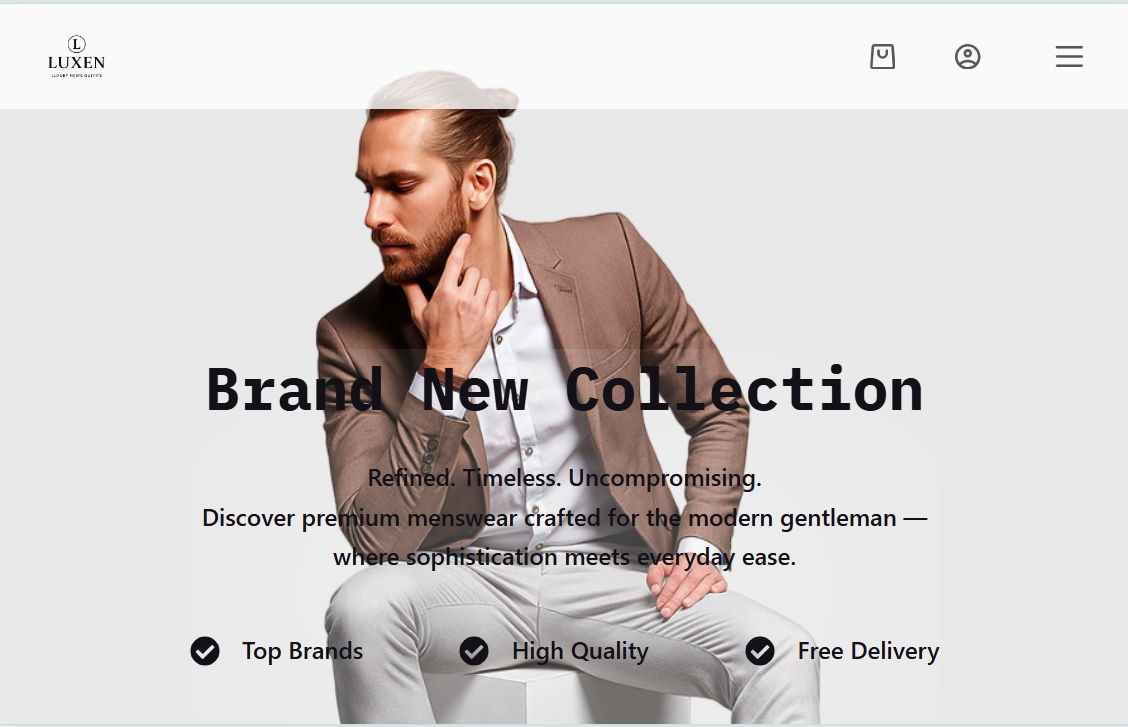 L
LUXEN
LUXURY MEN'S OUTFITS
Brand New Collection
Refined. Timeless. Uncompromising.
Discover premium menswear crafted for the modern gentleman —
where sophistication meets everyday ease.
Top Brands
High Quality
Free Delivery